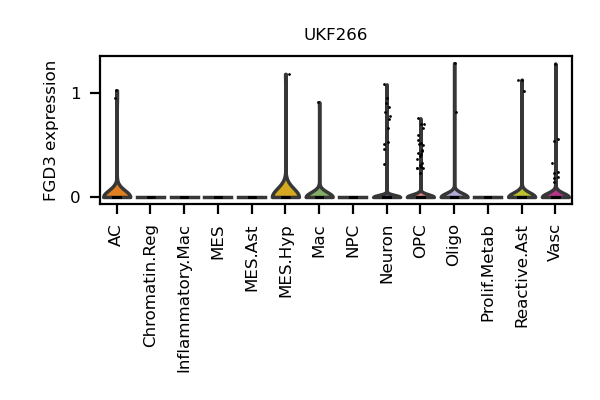 UKF266
FGD3 expression
1
0
AC
Chromatin.Reg
Inflammatory.Mac
MES
MES.Ast
MES.Hyp
Mac
NPC
Neuron
OPC
Oligo
Prolif.Metab
Reactive.Ast
Vasc